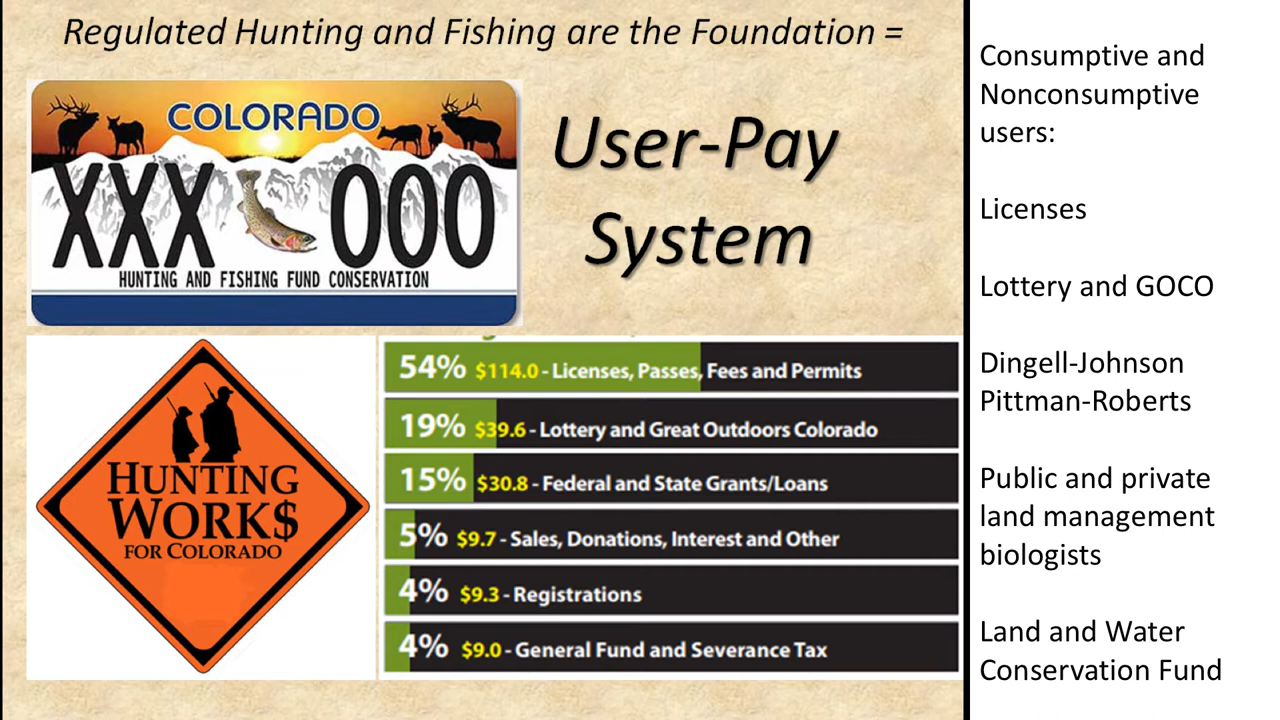 Regulated Hunting and Fishing are the Foundation =
COLORADO
XXX 000
HUNTING AND FISHING FUND CONSERVATION
User-Pay
System
HUNTING
WORK$
FOR COLORADO
54% $114.0 - Licenses, Passes, Fees and Permits
19% $39.6 - Lottery and Great Outdoors Colorado
15% $30.8 - Federal and State Grants/Loans
5% $9.7 - Sales, Donations, Interest and Other
4% $9.3 - Registrations
4% $9.0 - General Fund and Severance Tax
Consumptive and
Nonconsumptive
users:
Licenses
Lottery and GOCO
Dingell-Johnson
Pittman-Roberts
Public and private
land management
biologists
Land and Water
Conservation Fund